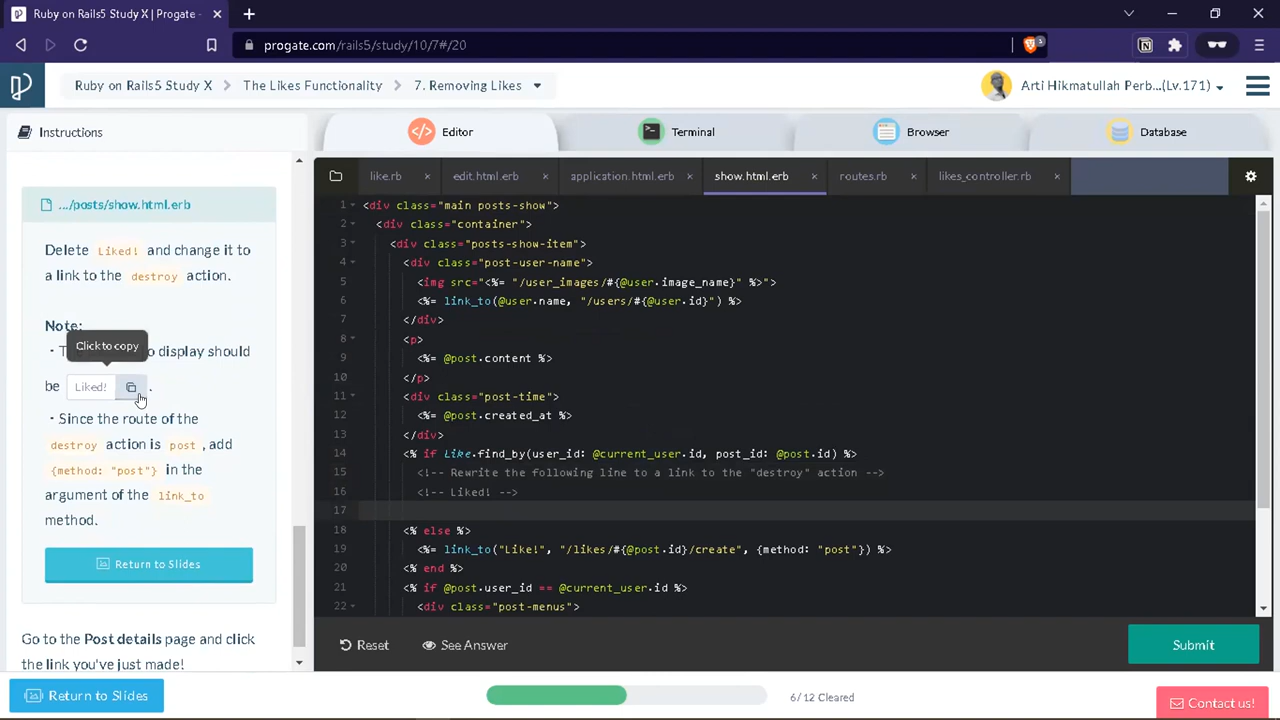 Ruby on Rails5 Study X | Progate -
progate.com/rails5/study/10/7#/20
Ruby on Rails5 Study X
The Likes Functionality
7. Removing Likes
Arti Hikmatullah Perb...(Lv.171)
Instructions
Editor
Terminal
Browser
Database
like.rb
edit.html.erb
application.html.erb
show.html.erb
routes.rb
likes_controller.rb
.../posts/show.html.erb
Delete Liked! and change it to
a link to the destroy action.
Note:
Click to copy
o display should
be Liked! .
・Since the route of the
destroy action is post , add
{method: "post"} in the
argument of the link_to
method.
Return to Slides
Go to the Post details page and click
the link you've just made!
1 <div class="main posts-show">
2 <div class="container">
3 <div class="posts-show-item">
4 <div class="post-user-name">
5 <img src="<%= "/user_images/#{@user.image_name}" %>">
6 <%= link_to(@user.name, "/users/#{@user.id}") %>
7 </div>
8 <p>
9 <%= @post.content %>
10 </p>
11 <div class="post-time">
12 <%= @post.created_at %>
13 </div>
14 <% if Like.find_by(user_id: @current_user.id, post_id: @post.id) %>
15 <!-- Rewrite the following line to a link to the "destroy" action -->
16 <!-- Liked! -->
17
18 <% else %>
19 <%= link_to("Like!", "/likes/#{@post.id}/create", {method: "post"}) %>
20 <% end %>
21 <% if @post.user_id == @current_user.id %>
22 <div class="post-menus">
Reset
See Answer
Submit
Return to Slides
6/12 Cleared
Contact us!